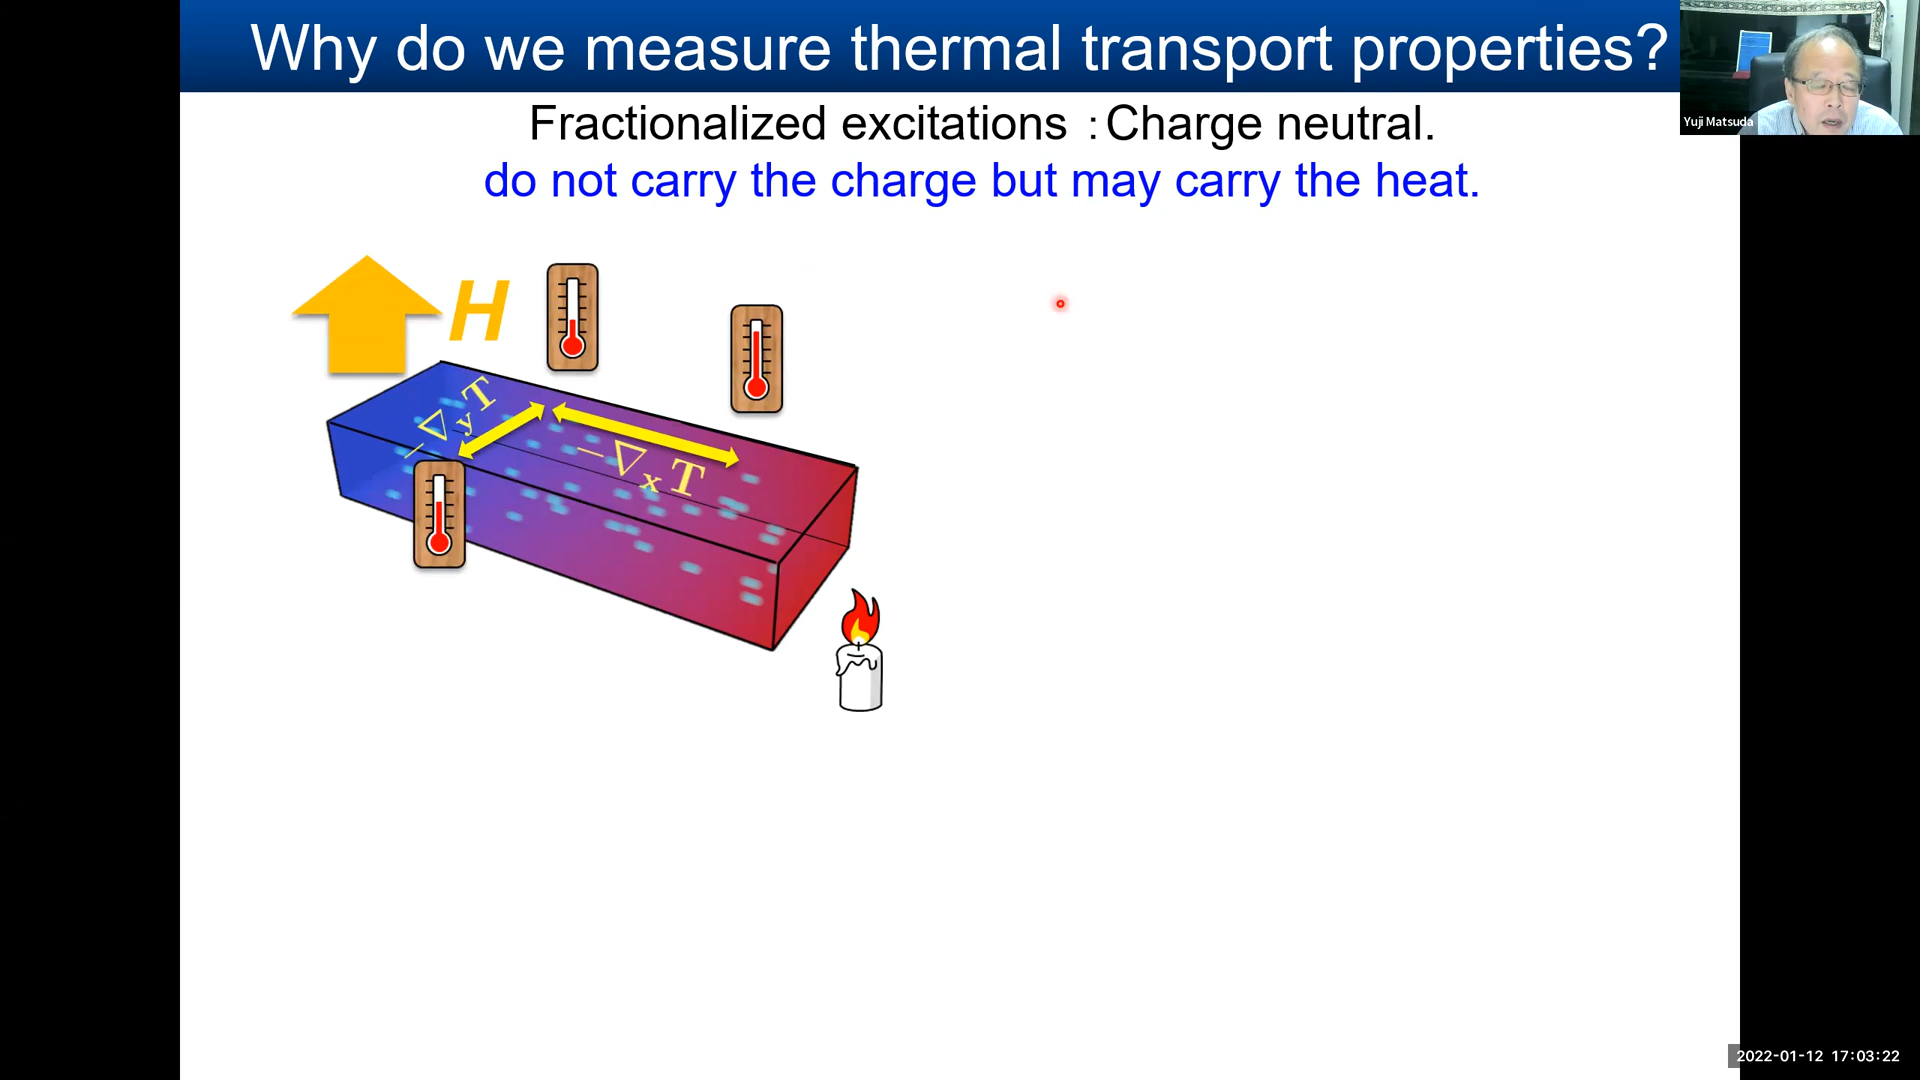 Why do we measure thermal transport properties?
Yuji Matsuda
Fractionalized excitations : Charge neutral.
do not carry the charge but may carry the heat.
H
−∇yT
−∇xT
2022-01-12 17:03:22